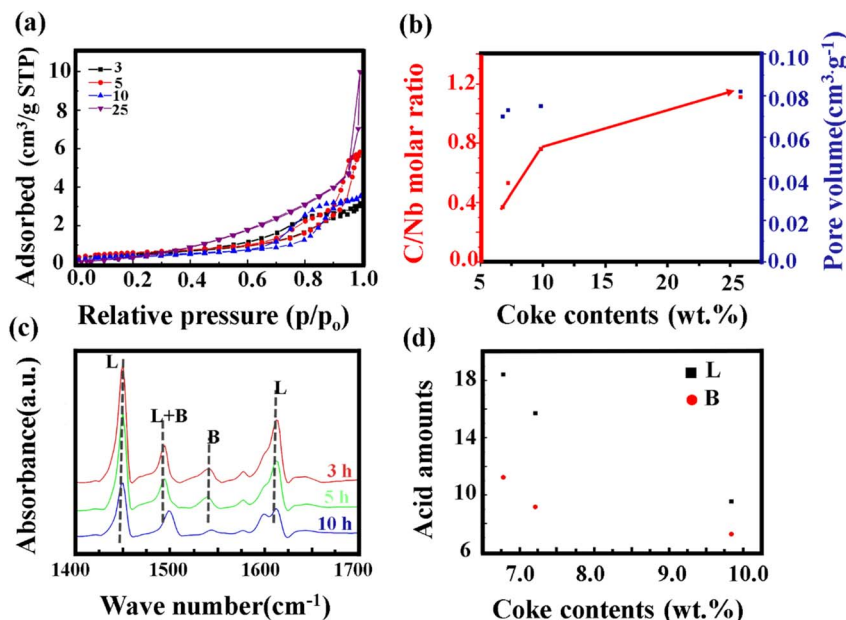 (a)
Adsorbed (cm³/g STP)
10
8
6
4
2
0
3
5
10
25
0.0 0.2 0.4 0.6 0.8 1.0
Relative pressure (p/pₒ)
(b)
C/Nb molar ratio
1.2
0.8
0.4
0.0
0.10
0.08
0.06
0.04
0.02
0.0
Pore volume(cm³·g⁻¹)
5 10 15 20 25
Coke contents (wt.%)
(c)
Absorbance(a.u.)
L
L+B
B
L
3 h
5 h
10 h
1400 1500 1600 1700
Wave number(cm⁻¹)
(d)
Acid amounts
18
14
10
6
L
B
7.0 8.0 9.0 10.0
Coke contents (wt.%)